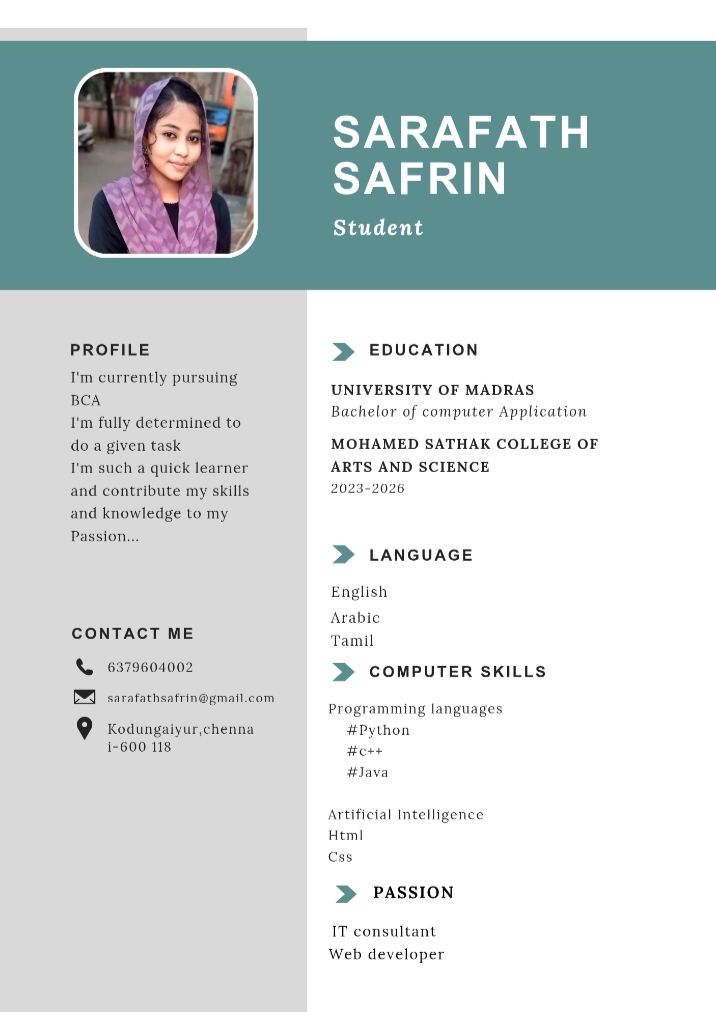 SARAFATH
SAFRIN
Student
PROFILE
I'm currently pursuing
BCA
I'm fully determined to
do a given task
I'm such a quick learner
and contribute my skills
and knowledge to my
Passion...
CONTACT ME
6379604002
sarafathsafrin@gmail.com
Kodungaiyur,chenna
i-600 118
EDUCATION
UNIVERSITY OF MADRAS
Bachelor of computer Application
MOHAMED SATHAK COLLEGE OF
ARTS AND SCIENCE
2023-2026
LANGUAGE
English
Arabic
Tamil
COMPUTER SKILLS
Programming languages
#Python
#c++
#Java
Artificial Intelligence
Html
Css
PASSION
IT consultant
Web developer